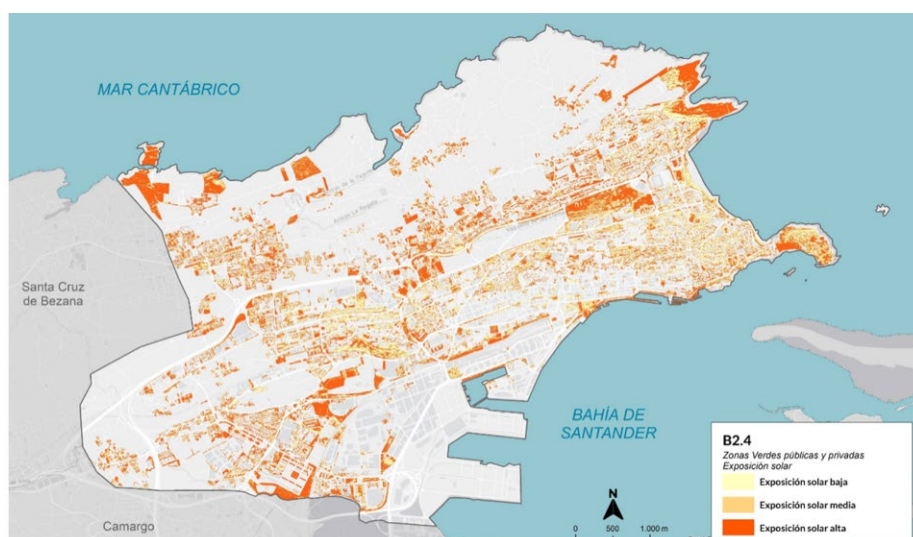 MAR CANTÁBRICO
Santa Cruz
de Bezana
BAHÍA DE
SANTANDER
Camargo
N
0 500 1.000 m
B2.4
Zonas Verdes públicas y privadas
Exposición solar
Exposición solar baja
Exposición solar media
Exposición solar alta